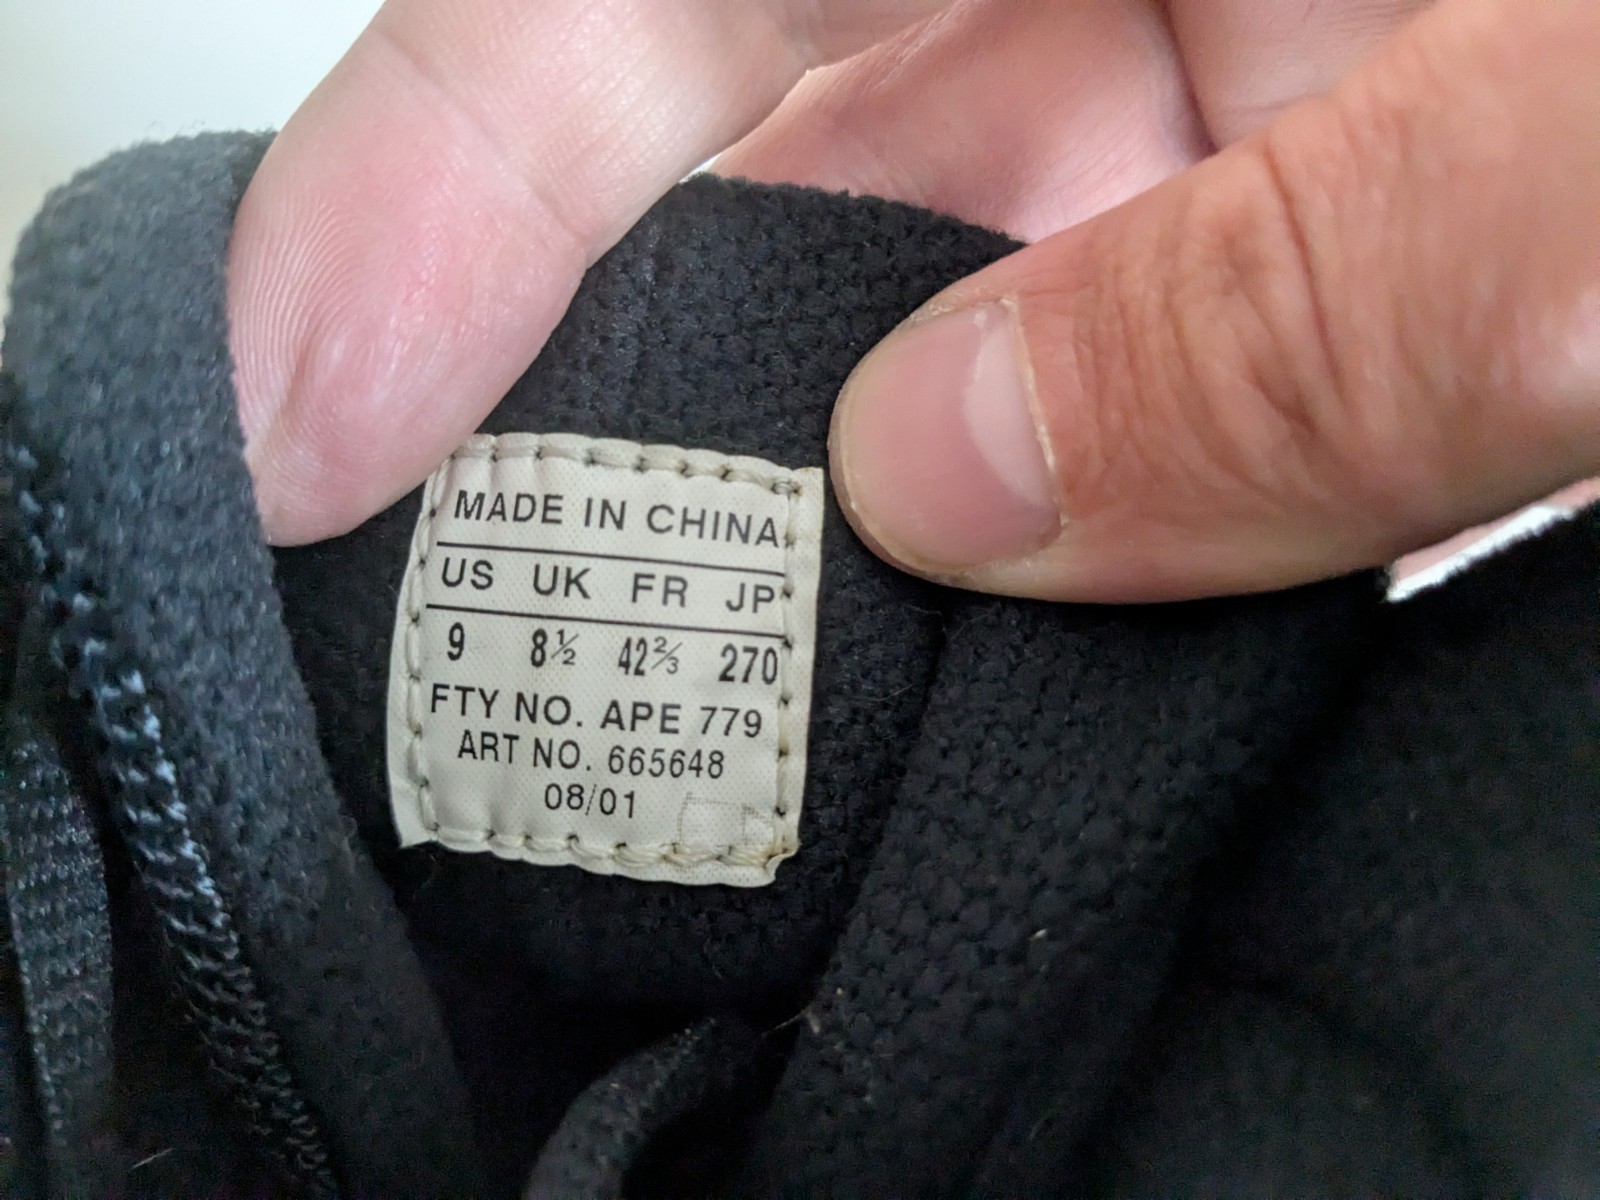 MADE IN CHINA
US UK FR JP
9 8½ 42⅔ 270
FTY NO. APE 779
ART NO. 665648
08/01